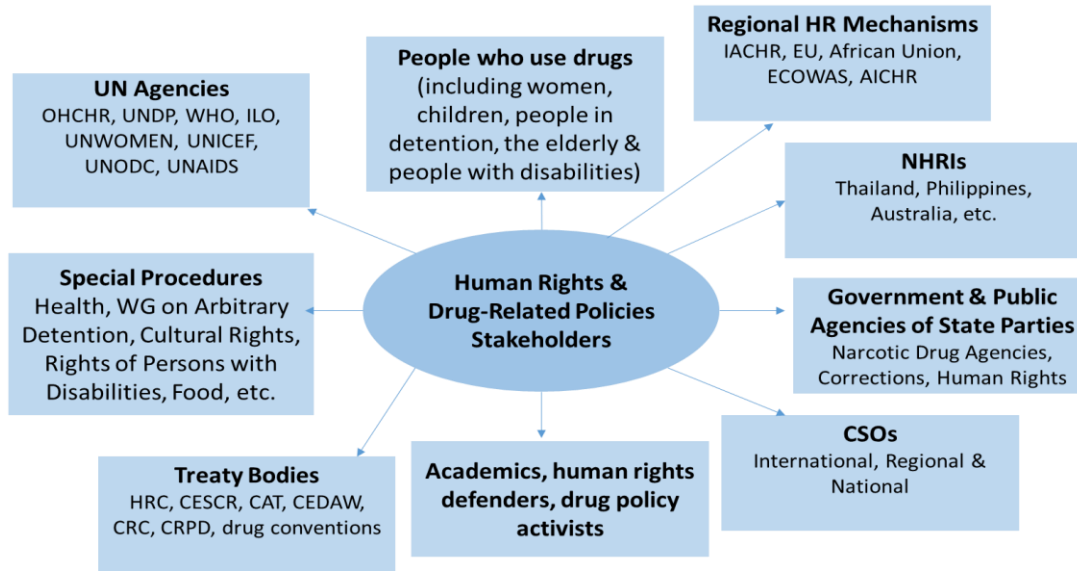 Regional HR Mechanisms
IACHR, EU, African Union,
ECOWAS, AICHR
People who use drugs
(including women,
children, people in
detention, the elderly &
people with disabilities)
UN Agencies
OHCHR, UNDP, WHO, ILO,
UNWOMEN, UNICEF,
UNODC, UNAIDS
NHRIs
Thailand, Philippines,
Australia, etc.
Human Rights &
Drug-Related Policies
Stakeholders
Special Procedures
Health, WG on Arbitrary
Detention, Cultural Rights,
Rights of Persons with
Disabilities, Food, etc.
Government & Public
Agencies of State Parties
Narcotic Drug Agencies,
Corrections, Human Rights
CSOs
International, Regional &
National
Treaty Bodies
HRC, CESCR, CAT, CEDAW,
CRC, CRPD, drug conventions
Academics, human rights
defenders, drug policy
activists